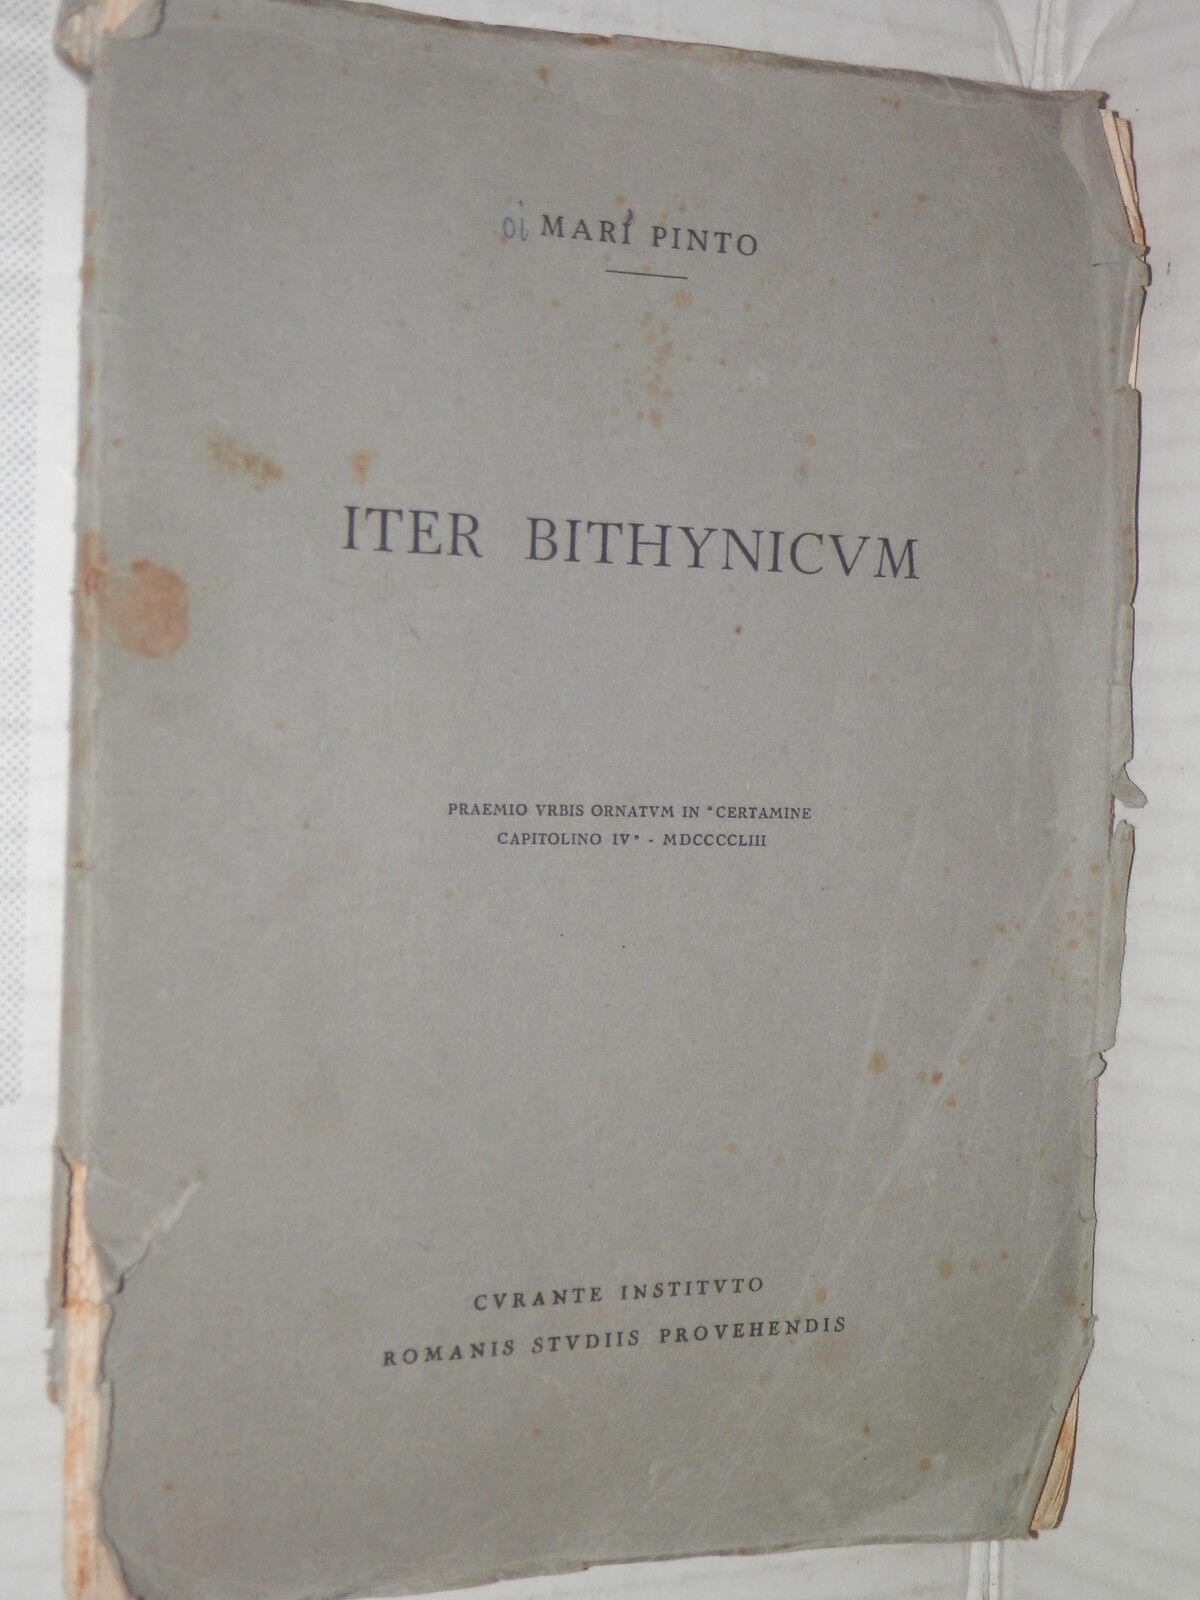 oi MARI PINTO
ITER BITHYNICVM
PRAEMIO VRBIS ORNATVM IN "CERTAMINE
CAPITOLINO IV" - MDCCCCLIII
CVRANTE INSTITVTO
ROMANIS STVDIIS PROVEHENDIS